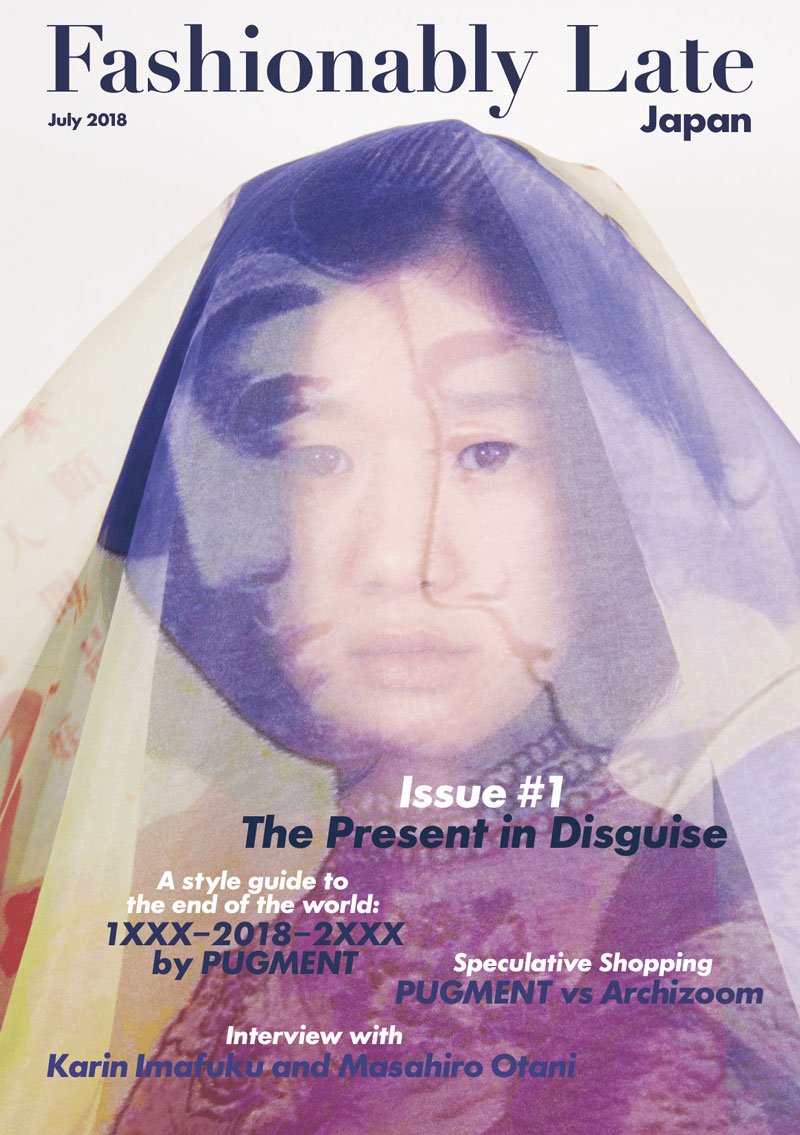 Fashionably Late
July 2018
Japan
Issue #1
The Present in Disguise
A style guide to
the end of the world:
1XXX–2018–2XXX
by PUGMENT
Speculative Shopping
PUGMENT vs Archizoom
Interview with
Karin Imafuku and Masahiro Otani